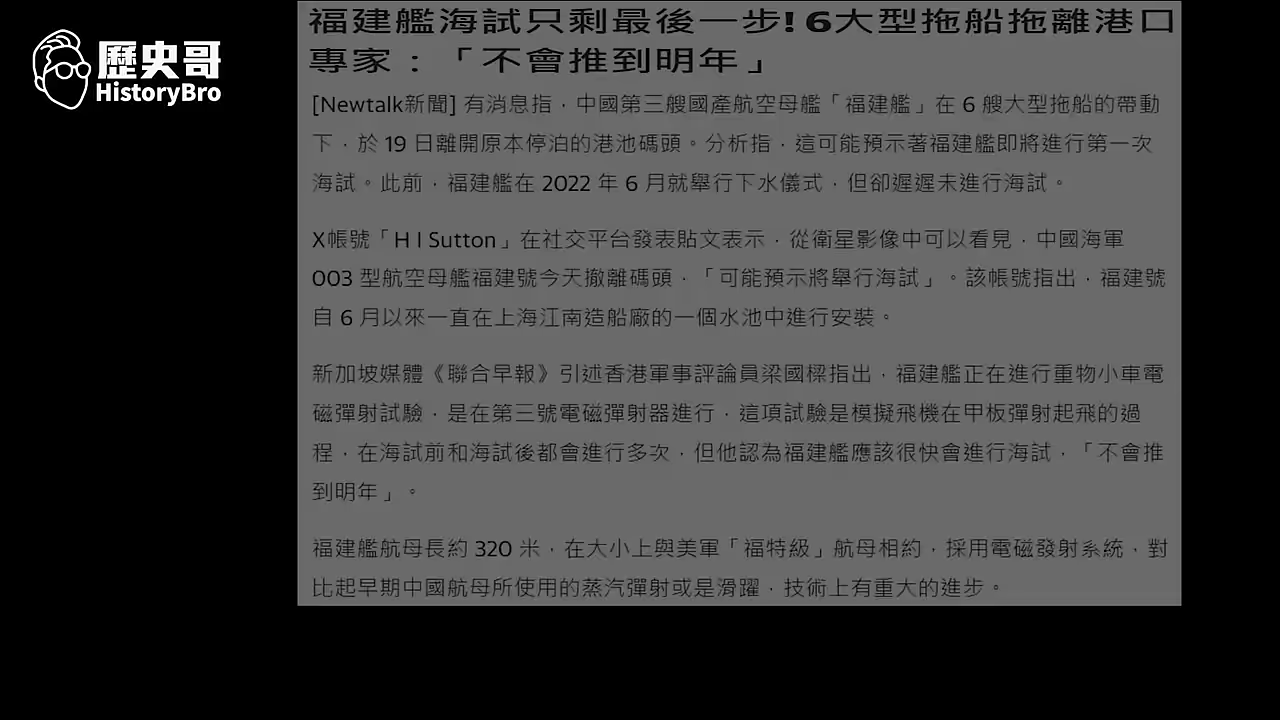 歷史哥
HistoryBro
福建艦海試只剩最後一步!6大型拖船拖離港口
專家：「不會推到明年」
[Newtalk新聞] 有消息指，中國第三艘國產航空母艦「福建艦」在 6 艘大型拖船的帶動
下，於 19 日離開原本停泊的港池碼頭。分析指，這可能預示著福建艦即將進行第一次
海試。此前，福建艦在 2022 年 6 月就舉行下水儀式，但卻遲遲未進行海試。
X帳號「H I Sutton」在社交平台發表貼文表示，從衛星影像中可以看見，中國海軍
003 型航空母艦福建號今天撤離碼頭，「可能預示將舉行海試」。該帳號指出，福建號
自 6 月以來一直在上海江南造船廠的一個水池中進行安裝。
新加坡媒體《聯合早報》引述香港軍事評論員梁國樑指出，福建艦正在進行重物小車電
磁彈射試驗，是在第三號電磁彈射器進行，這項試驗是模擬飛機在甲板彈射起飛的過
程，在海試前和海試後都會進行多次，但他認為福建艦應該很快會進行海試，「不會推
到明年」。
福建艦航母長約 320 米，在大小上與美軍「福特級」航母相約，採用電磁發射系統，對
比起早期中國航母所使用的蒸汽彈射或是滑躍，技術上有重大的進步。